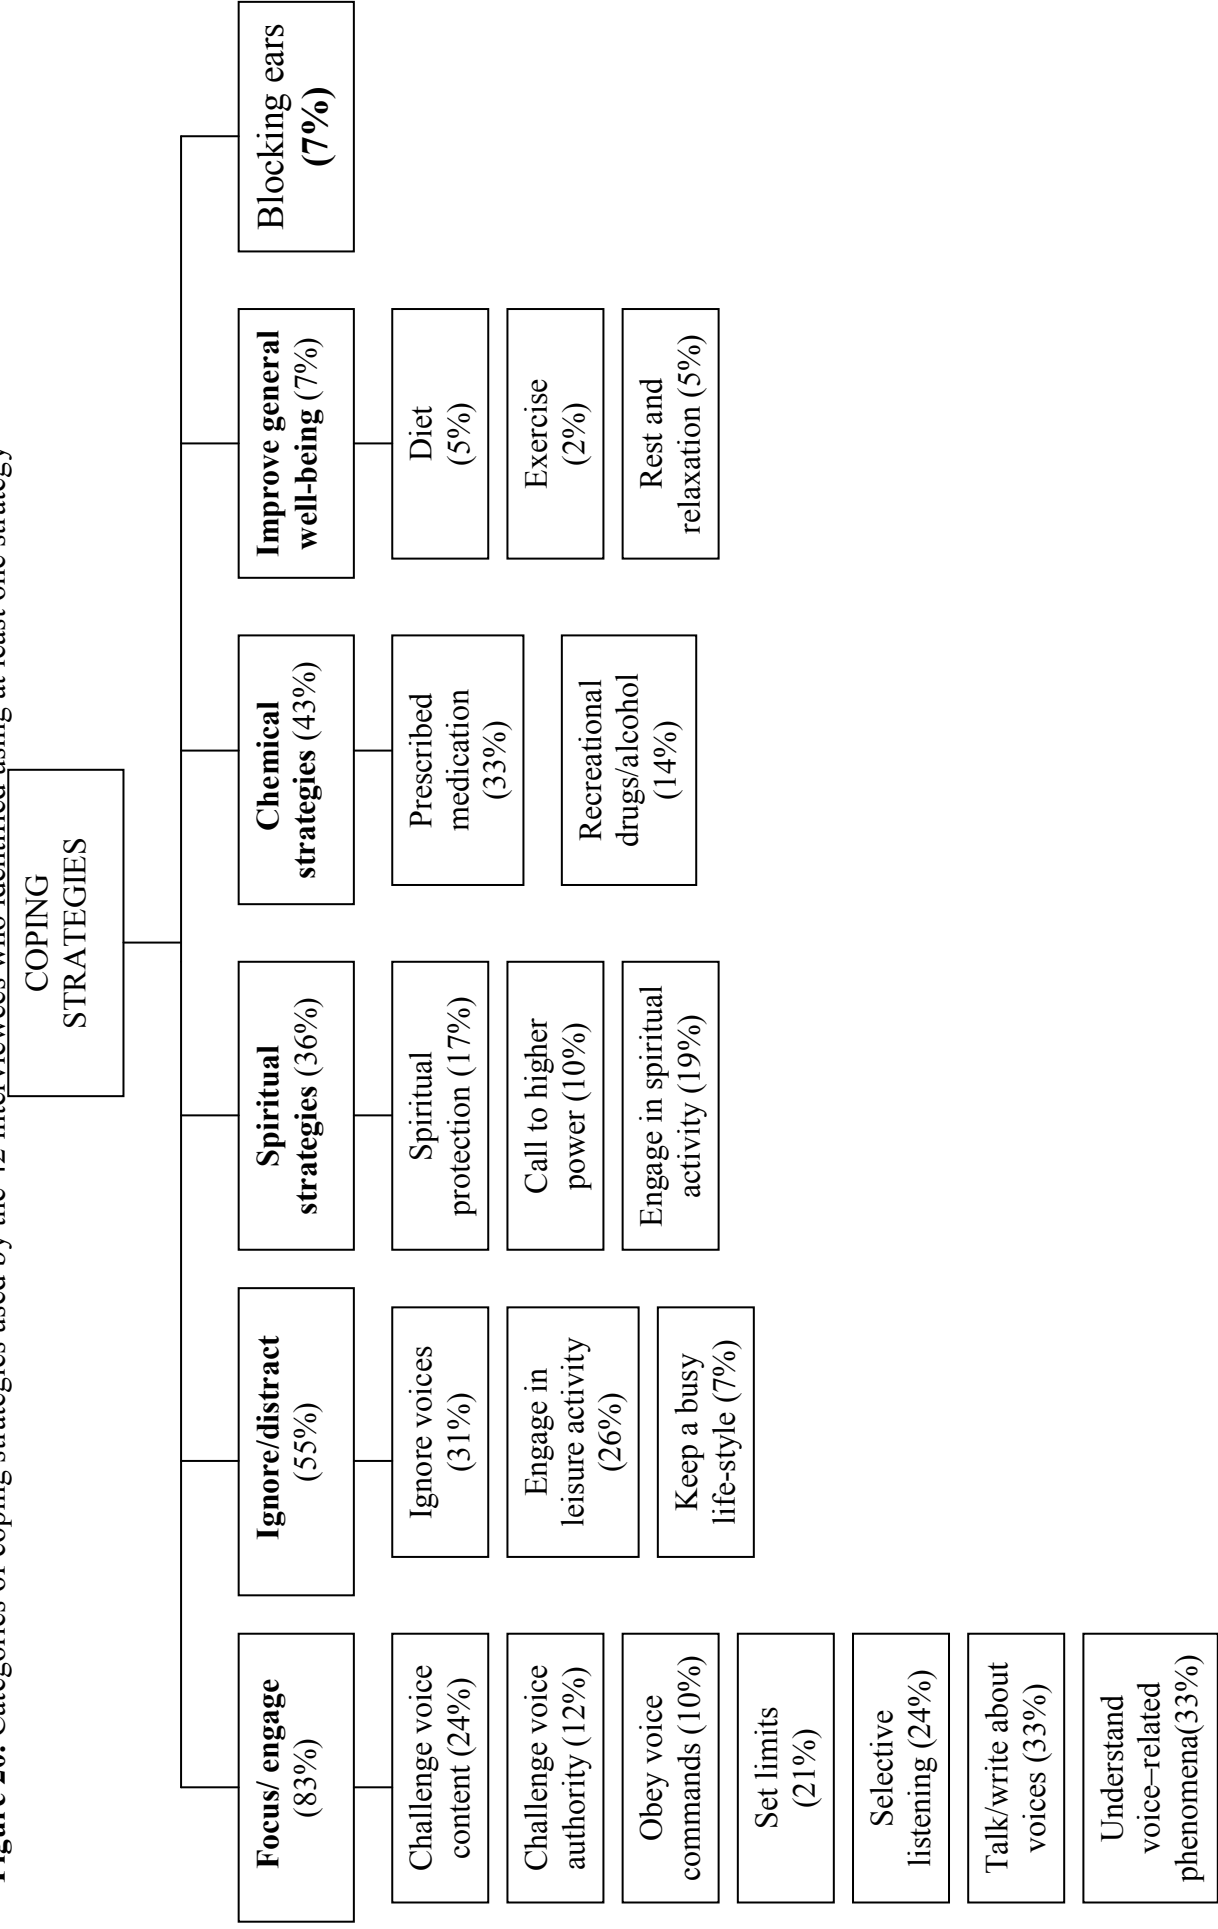 Figure 20: Categories of coping strategies used by the 42 interviewees who identified using at least one strategy
COPING
STRATEGIES
Focus/ engage
(83%)
Challenge voice
content (24%)
Challenge voice
authority (12%)
Obey voice
commands (10%)
Set limits
(21%)
Selective
listening (24%)
Talk/write about
voices (33%)
Understand
voice–related
phenomena(33%)
Ignore/distract
(55%)
Ignore voices
(31%)
Engage in
leisure activity
(26%)
Keep a busy
life-style (7%)
Spiritual
strategies (36%)
Spiritual
protection (17%)
Call to higher
power (10%)
Engage in spiritual
activity (19%)
Chemical
strategies (43%)
Prescribed
medication
(33%)
Recreational
drugs/alcohol
(14%)
Improve general
well-being (7%)
Diet
(5%)
Exercise
(2%)
Rest and
relaxation (5%)
Blocking ears
(7%)